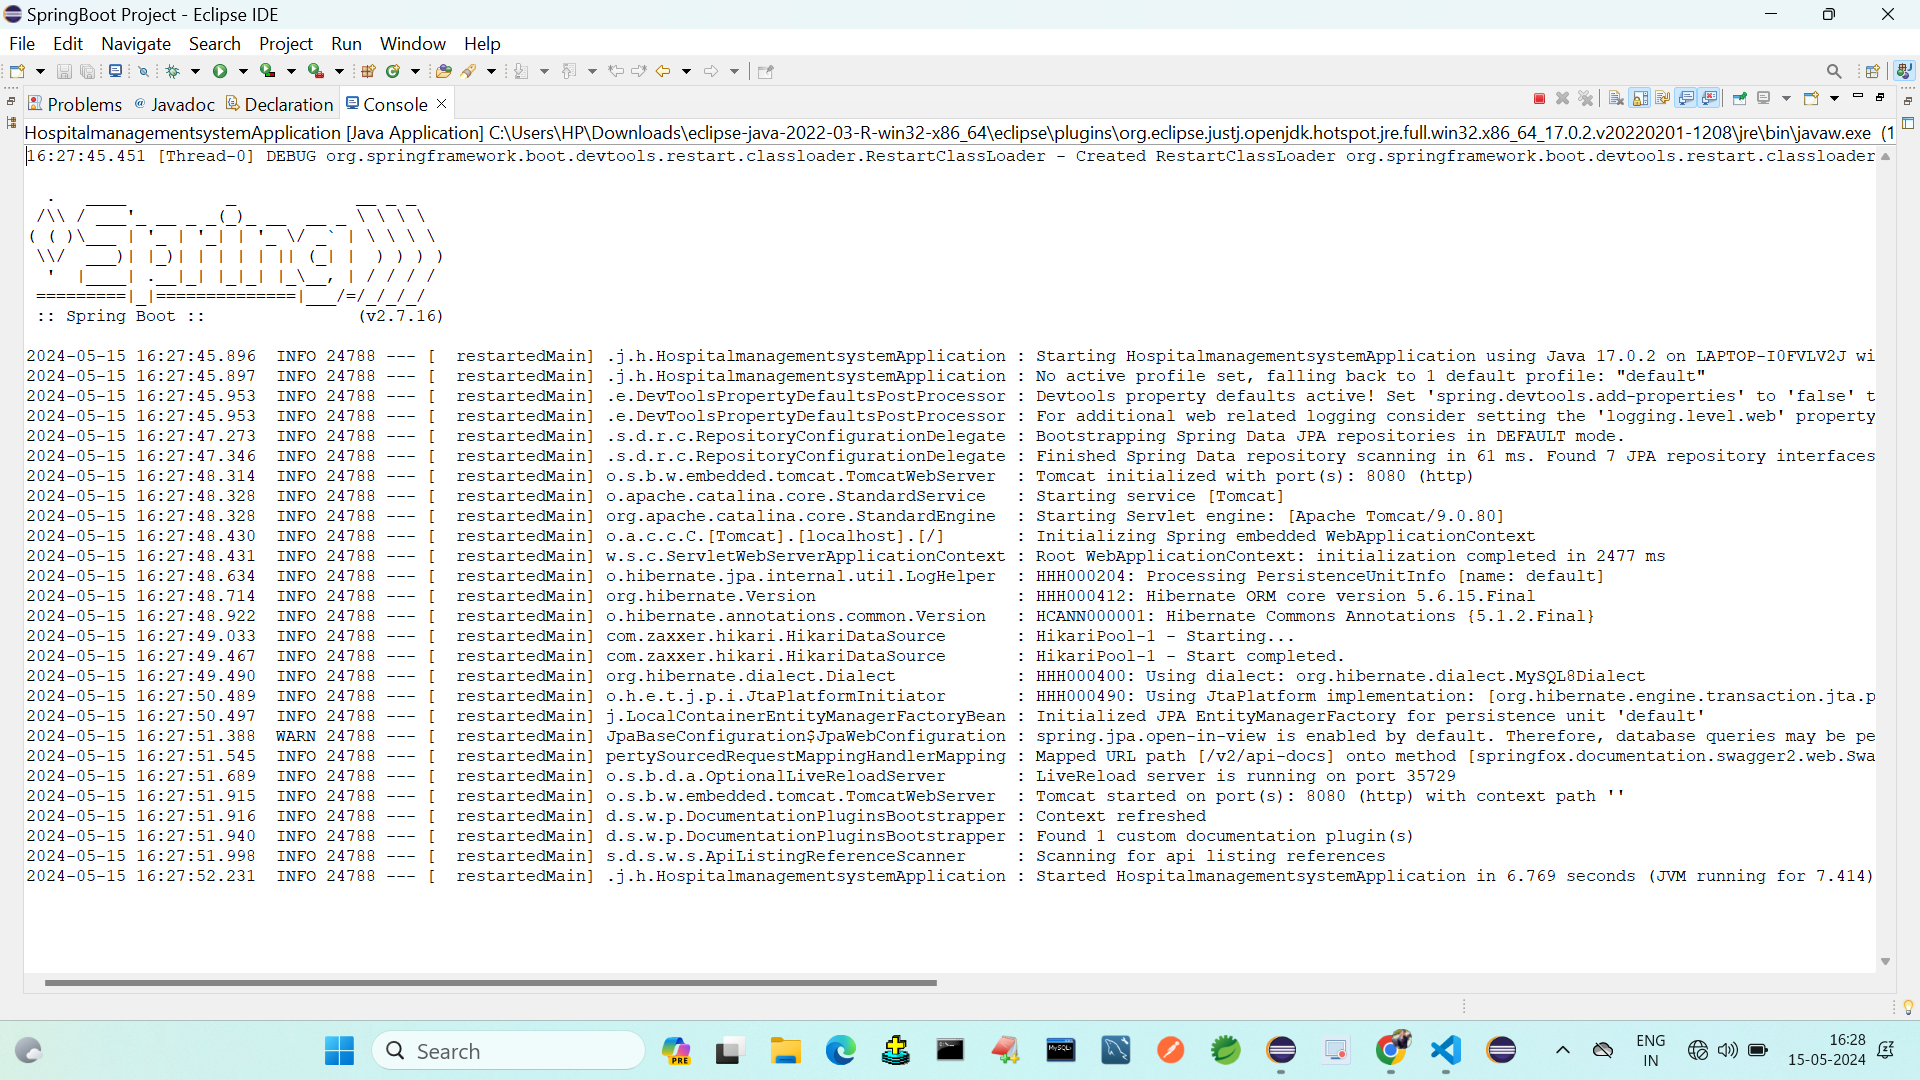 SpringBoot Project - Eclipse IDE
File Edit Navigate Search Project Run Window Help
Problems @ Javadoc Declaration Console
HospitalmanagementsystemApplication [Java Application] C:\Users\HP\Downloads\eclipse-java-2022-03-R-win32-x86_64\eclipse\plugins\org.eclipse.justj.openjdk.hotspot.jre.full.win32.x86_64_17.0.2.v20220201-1208\jre\bin\javaw.exe (1
16:27:45.451 [Thread-0] DEBUG org.springframework.boot.devtools.restart.classloader.RestartClassLoader - Created RestartClassLoader org.springframework.boot.devtools.restart.classloader
  .   ____          _            __ _ _
 /\\ / ___'_ __ _ _(_)_ __  __ _ \ \ \ \
( ( )\___ | '_ | '_| | '_ \/ _` | \ \ \ \
 \\/  ___)| |_)| | | | | || (_| |  ) ) ) )
  '  |____| .__|_| |_|_| |_\__, | / / / /
 =========|_|==============|___/=/_/_/_/
 :: Spring Boot ::               (v2.7.16)
2024-05-15 16:27:45.896  INFO 24788 --- [  restartedMain] .j.h.HospitalmanagementsystemApplication : Starting HospitalmanagementsystemApplication using Java 17.0.2 on LAPTOP-I0FVLV2J wi
2024-05-15 16:27:45.897  INFO 24788 --- [  restartedMain] .j.h.HospitalmanagementsystemApplication : No active profile set, falling back to 1 default profile: "default"
2024-05-15 16:27:45.953  INFO 24788 --- [  restartedMain] .e.DevToolsPropertyDefaultsPostProcessor : Devtools property defaults active! Set 'spring.devtools.add-properties' to 'false' t
2024-05-15 16:27:45.953  INFO 24788 --- [  restartedMain] .e.DevToolsPropertyDefaultsPostProcessor : For additional web related logging consider setting the 'logging.level.web' property
2024-05-15 16:27:47.273  INFO 24788 --- [  restartedMain] .s.d.r.c.RepositoryConfigurationDelegate : Bootstrapping Spring Data JPA repositories in DEFAULT mode.
2024-05-15 16:27:47.346  INFO 24788 --- [  restartedMain] .s.d.r.c.RepositoryConfigurationDelegate : Finished Spring Data repository scanning in 61 ms. Found 7 JPA repository interfaces
2024-05-15 16:27:48.314  INFO 24788 --- [  restartedMain] o.s.b.w.embedded.tomcat.TomcatWebServer  : Tomcat initialized with port(s): 8080 (http)
2024-05-15 16:27:48.328  INFO 24788 --- [  restartedMain] o.apache.catalina.core.StandardService   : Starting service [Tomcat]
2024-05-15 16:27:48.328  INFO 24788 --- [  restartedMain] org.apache.catalina.core.StandardEngine  : Starting Servlet engine: [Apache Tomcat/9.0.80]
2024-05-15 16:27:48.430  INFO 24788 --- [  restartedMain] o.a.c.c.C.[Tomcat].[localhost].[/]       : Initializing Spring embedded WebApplicationContext
2024-05-15 16:27:48.431  INFO 24788 --- [  restartedMain] w.s.c.ServletWebServerApplicationContext : Root WebApplicationContext: initialization completed in 2477 ms
2024-05-15 16:27:48.634  INFO 24788 --- [  restartedMain] o.hibernate.jpa.internal.util.LogHelper  : HHH000204: Processing PersistenceUnitInfo [name: default]
2024-05-15 16:27:48.714  INFO 24788 --- [  restartedMain] org.hibernate.Version                    : HHH000412: Hibernate ORM core version 5.6.15.Final
2024-05-15 16:27:48.922  INFO 24788 --- [  restartedMain] o.hibernate.annotations.common.Version   : HCANN000001: Hibernate Commons Annotations {5.1.2.Final}
2024-05-15 16:27:49.033  INFO 24788 --- [  restartedMain] com.zaxxer.hikari.HikariDataSource       : HikariPool-1 - Starting...
2024-05-15 16:27:49.467  INFO 24788 --- [  restartedMain] com.zaxxer.hikari.HikariDataSource       : HikariPool-1 - Start completed.
2024-05-15 16:27:49.490  INFO 24788 --- [  restartedMain] org.hibernate.dialect.Dialect            : HHH000400: Using dialect: org.hibernate.dialect.MySQL8Dialect
2024-05-15 16:27:50.489  INFO 24788 --- [  restartedMain] o.h.e.t.j.p.i.JtaPlatformInitiator       : HHH000490: Using JtaPlatform implementation: [org.hibernate.engine.transaction.jta.p
2024-05-15 16:27:50.497  INFO 24788 --- [  restartedMain] j.LocalContainerEntityManagerFactoryBean : Initialized JPA EntityManagerFactory for persistence unit 'default'
2024-05-15 16:27:51.388  WARN 24788 --- [  restartedMain] JpaBaseConfiguration$JpaWebConfiguration : spring.jpa.open-in-view is enabled by default. Therefore, database queries may be pe
2024-05-15 16:27:51.545  INFO 24788 --- [  restartedMain] pertySourcedRequestMappingHandlerMapping : Mapped URL path [/v2/api-docs] onto method [springfox.documentation.swagger2.web.Swa
2024-05-15 16:27:51.689  INFO 24788 --- [  restartedMain] o.s.b.d.a.OptionalLiveReloadServer       : LiveReload server is running on port 35729
2024-05-15 16:27:51.915  INFO 24788 --- [  restartedMain] o.s.b.w.embedded.tomcat.TomcatWebServer  : Tomcat started on port(s): 8080 (http) with context path ''
2024-05-15 16:27:51.916  INFO 24788 --- [  restartedMain] d.s.w.p.DocumentationPluginsBootstrapper : Context refreshed
2024-05-15 16:27:51.940  INFO 24788 --- [  restartedMain] d.s.w.p.DocumentationPluginsBootstrapper : Found 1 custom documentation plugin(s)
2024-05-15 16:27:51.998  INFO 24788 --- [  restartedMain] s.d.s.w.s.ApiListingReferenceScanner     : Scanning for api listing references
2024-05-15 16:27:52.231  INFO 24788 --- [  restartedMain] .j.h.HospitalmanagementsystemApplication : Started HospitalmanagementsystemApplication in 6.769 seconds (JVM running for 7.414)
Search
PRE
MySQL
ENG
IN
16:28
15-05-2024